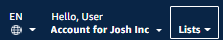 EN
Hello, User
Account for Josh Inc
Lists